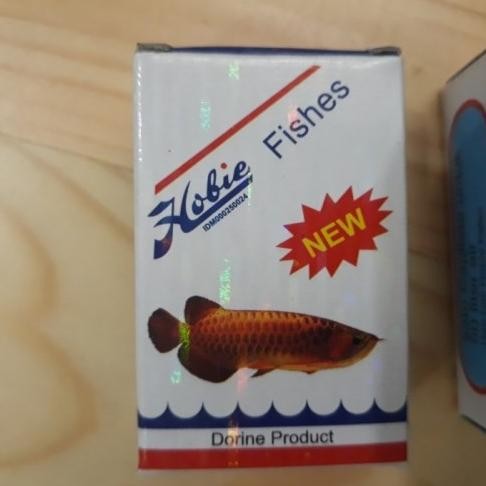 Fishes
Hobie
IDM000250024
NEW
Dorine Product